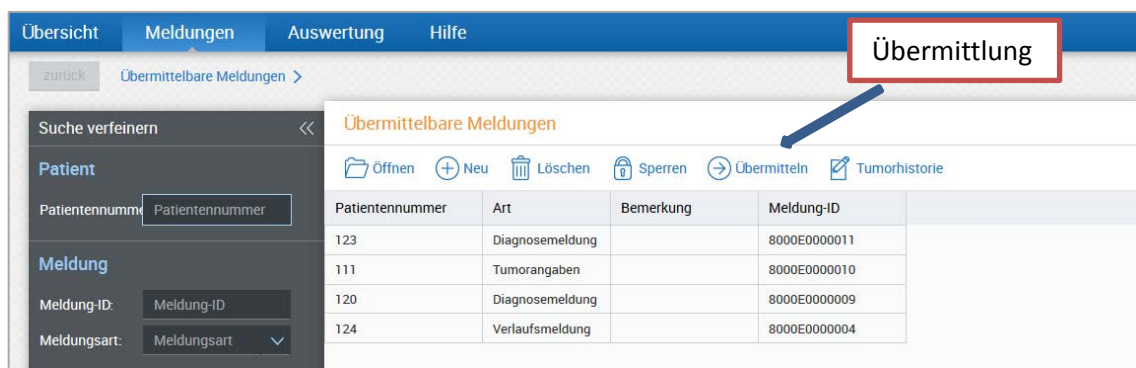 Übersicht Meldungen Auswertung Hilfe
Übermittlung
zurück Übermittelbare Meldungen >
Suche verfeinern «
Patient
Patientennumme Patientennummer
Meldung
Meldung-ID: Meldung-ID
Meldungsart: Meldungsart
Übermittelbare Meldungen
Öffnen Neu Löschen Sperren Übermitteln Tumorhistorie
Patientennummer Art Bemerkung Meldung-ID
123 Diagnosemeldung 8000E0000011
111 Tumorangaben 8000E0000010
120 Diagnosemeldung 8000E0000009
124 Verlaufsmeldung 8000E0000004